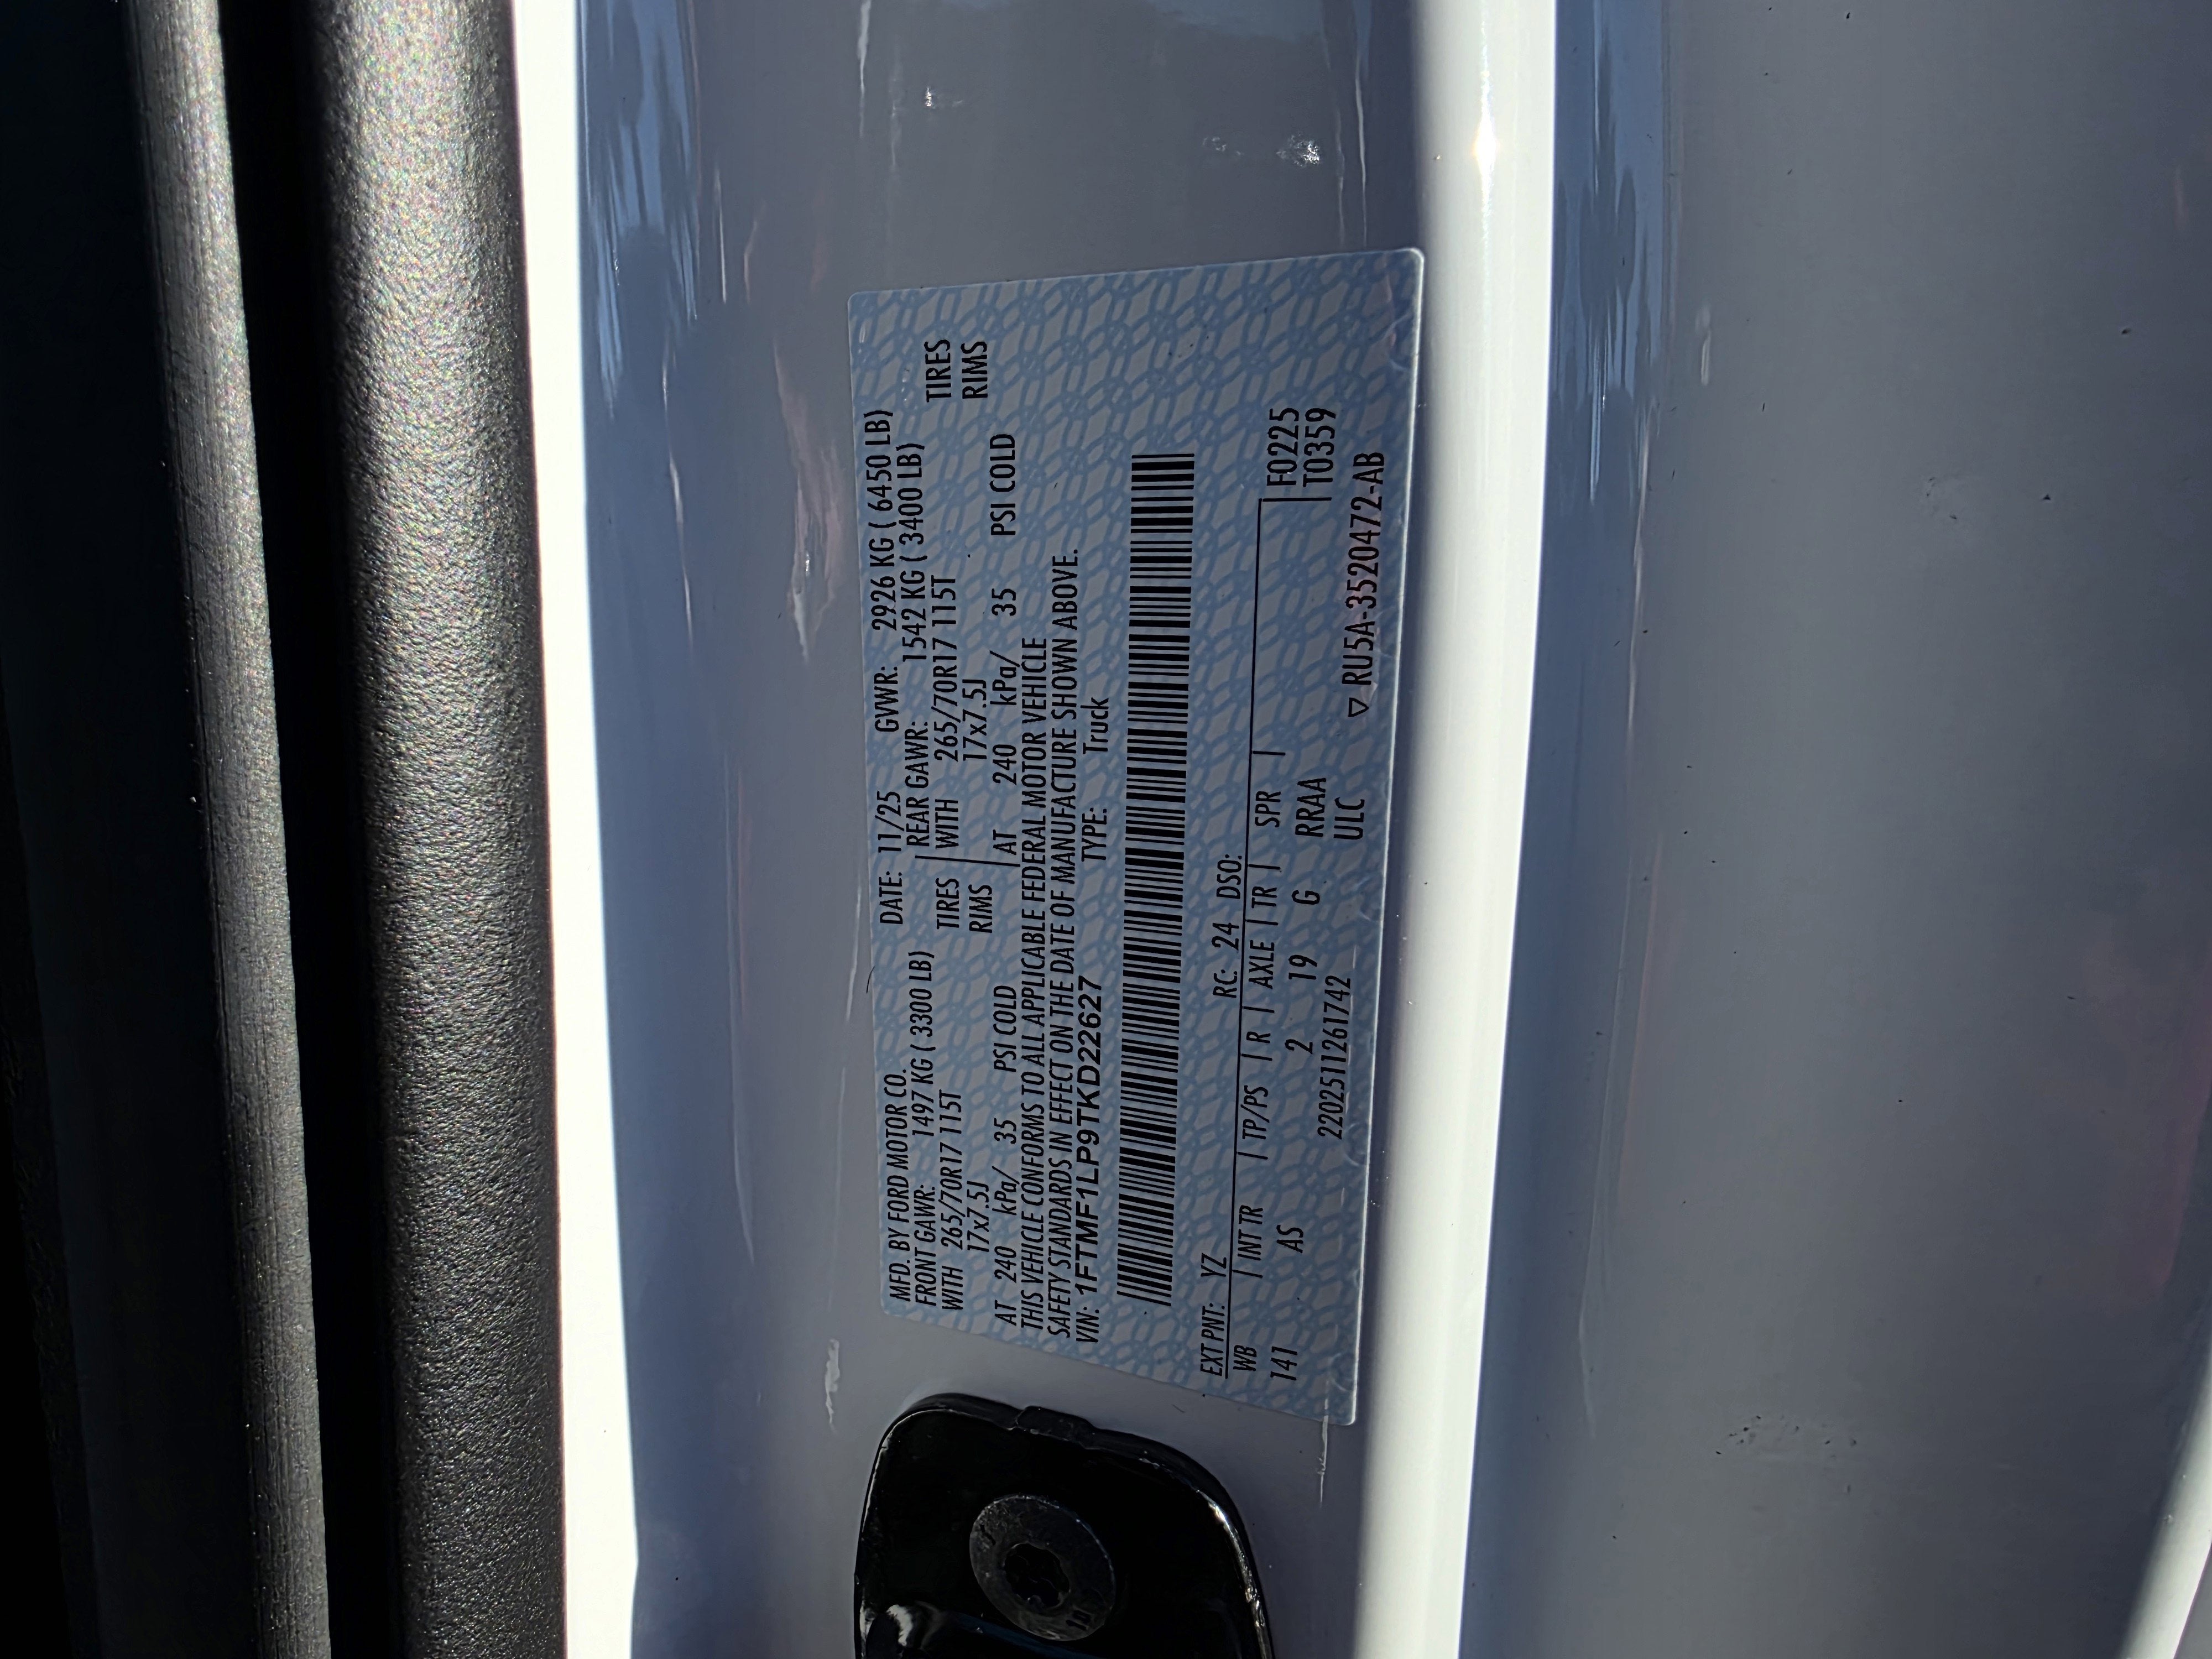 MFD. BY FORD MOTOR CO. DATE: 11/25 GVWR: 2926 KG ( 6450 LB)
FRONT GAWR: 1497 KG ( 3300 LB) REAR GAWR: 1542 KG ( 3400 LB)
WITH 265/70R17 115T TIRES WITH 265/70R17 115T TIRES
17x7.5J RIMS 17x7.5J RIMS
AT 240 kPa/ 35 PSI COLD AT 240 kPa/ 35 PSI COLD
THIS VEHICLE CONFORMS TO ALL APPLICABLE FEDERAL MOTOR VEHICLE
SAFETY STANDARDS IN EFFECT ON THE DATE OF MANUFACTURE SHOWN ABOVE.
VIN: 1FTMF1LP9TKD22627 TYPE: Truck
EXT PNT: YZ RC: 24 DSO:
WB | INT TR | TP/PS | R | AXLE | TR | SPR | F0225
141 AS 2 19 G RRAA T0359
2202511261742 ULC
▽ RU5A-3520472-AB